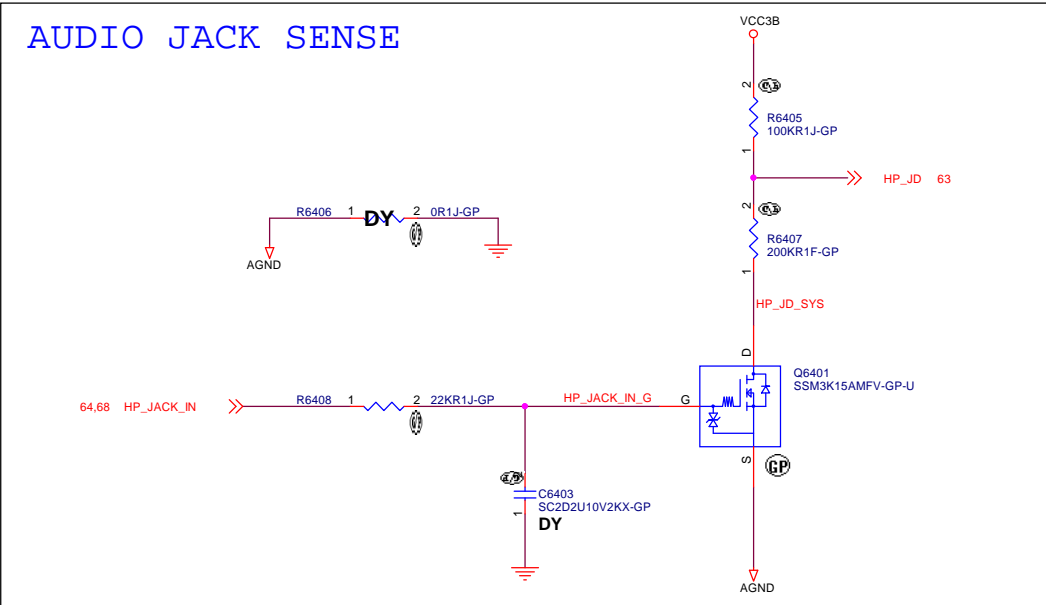 AUDIO JACK SENSE
VCC3B
2
R6405
100KR1J-GP
1
HP_JD 63
2
R6407
200KR1F-GP
1
HP_JD_SYS
R6406 1 DY 2 0R1J-GP
AGND
D
Q6401
SSM3K15AMFV-GP-U
64,68 HP_JACK_IN R6408 1 2 22KR1J-GP HP_JACK_IN_G G
S
GP
C6403
SC2D2U10V2KX-GP
1
DY
AGND